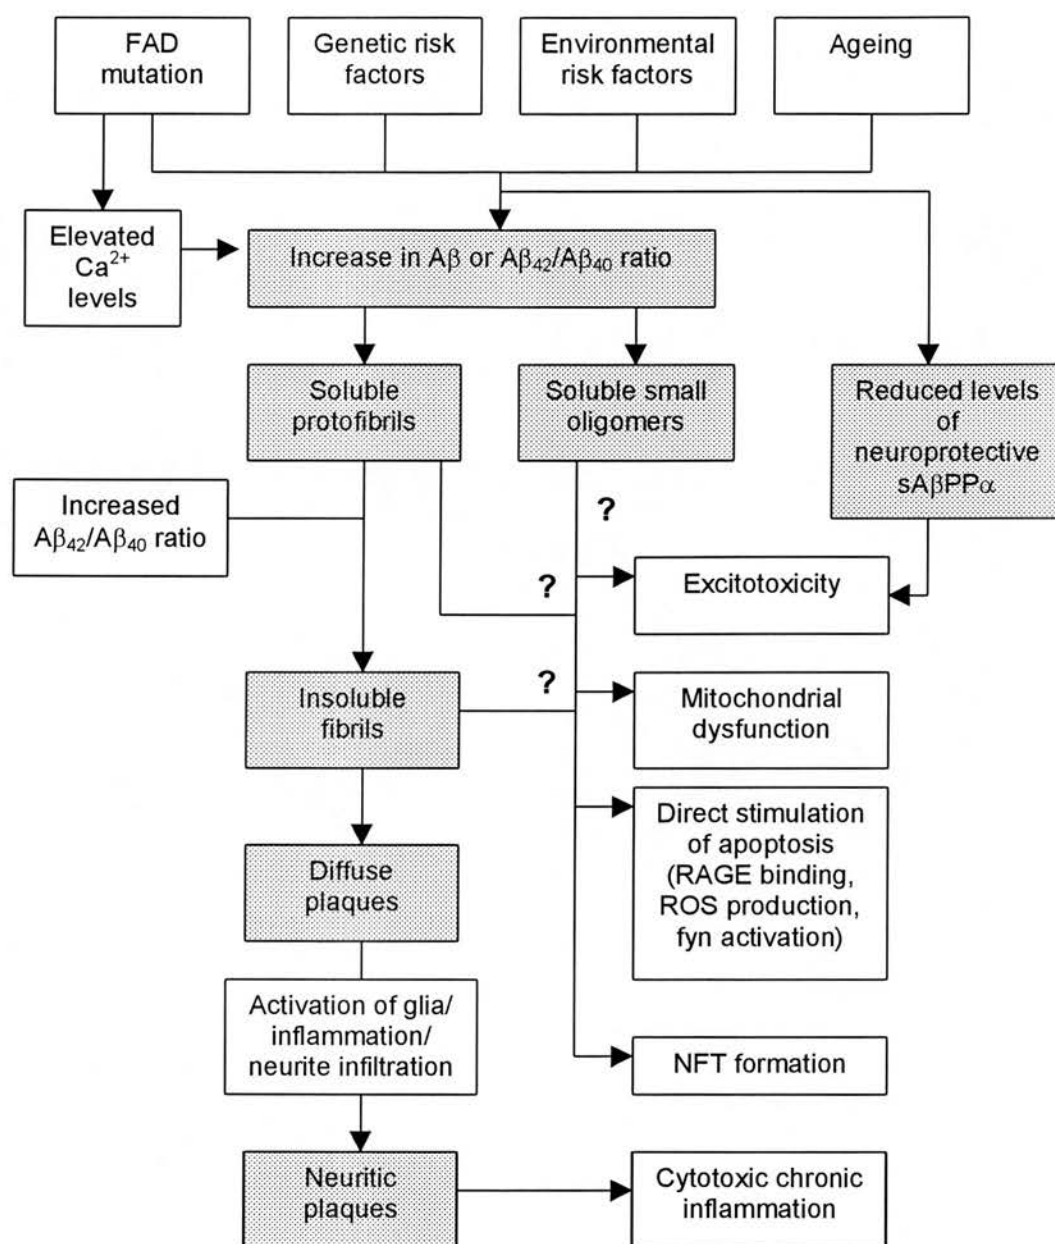 FAD
mutation
Genetic risk
factors
Environmental
risk factors
Ageing
Elevated
Ca²⁺
levels
Increase in Aβ or Aβ₄₂/Aβ₄₀ ratio
Soluble
protofibrils
Soluble small
oligomers
Reduced levels
of
neuroprotective
sAβPPα
Increased
Aβ₄₂/Aβ₄₀ ratio
?
?
Excitotoxicity
?
Insoluble
fibrils
Mitochondrial
dysfunction
Direct stimulation
of apoptosis
(RAGE binding,
ROS production,
fyn activation)
Diffuse
plaques
Activation of glia/
inflammation/
neurite infiltration
NFT formation
Neuritic
plaques
Cytotoxic chronic
inflammation